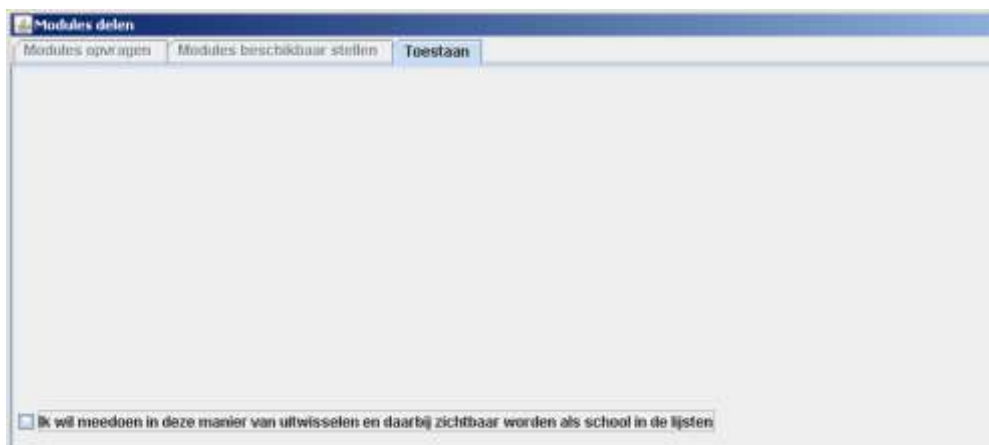 Modules delen
Modules opvragen Modules beschikbaar stellen Toestaan
Ik wil meedoen in deze manier van uitwisselen en daarbij zichtbaar worden als school in de lijsten